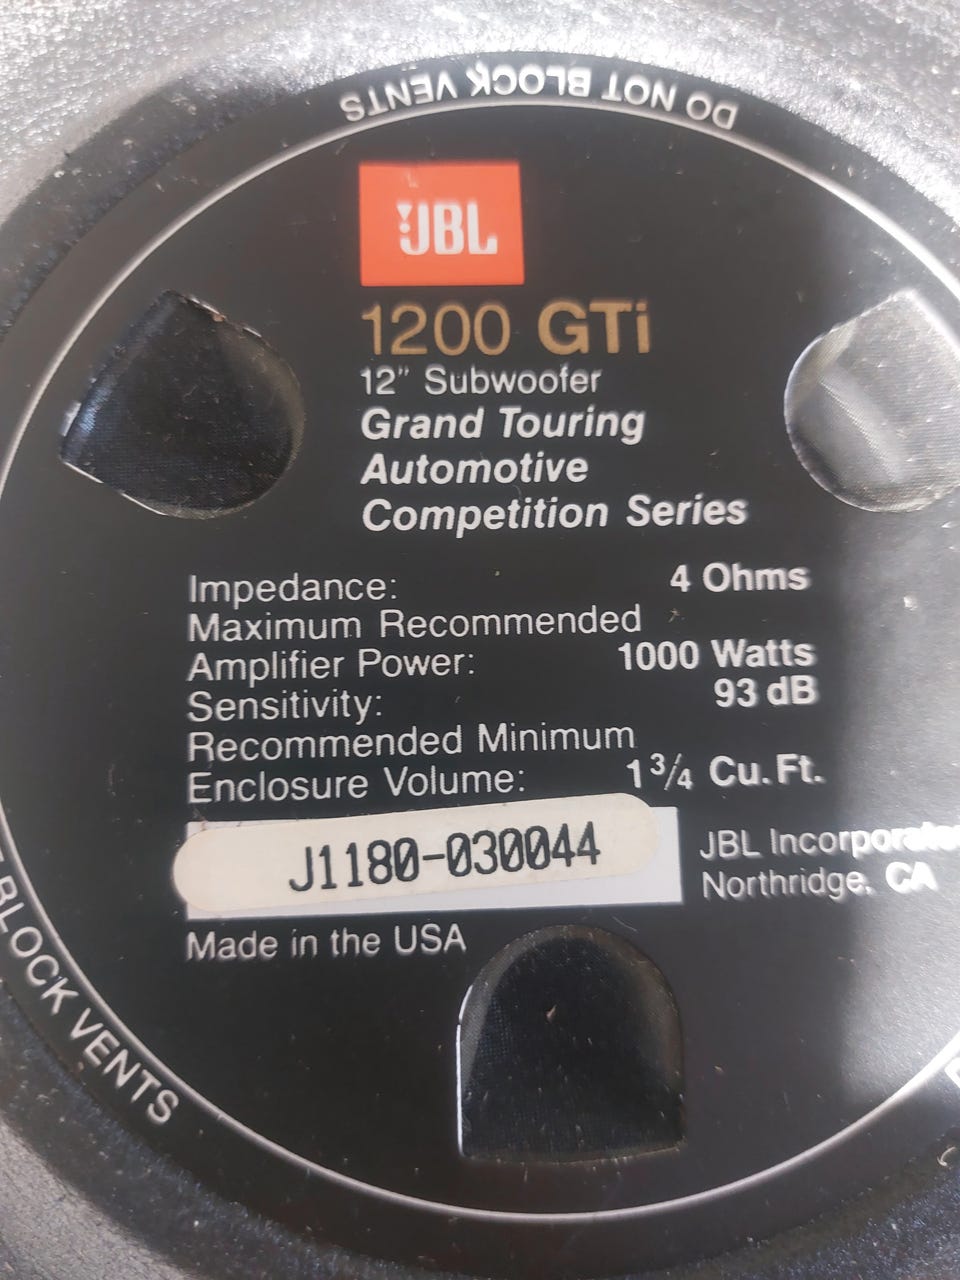 DO NOT BLOCK VENTS
JBL
1200 GTi
12" Subwoofer
Grand Touring
Automotive
Competition Series
Impedance: 4 Ohms
Maximum Recommended
Amplifier Power: 1000 Watts
Sensitivity: 93 dB
Recommended Minimum
Enclosure Volume: 1 3/4 Cu. Ft.
J1180-030044
JBL Incorporate
Northridge, CA
Made in the USA
BLOCK VENTS